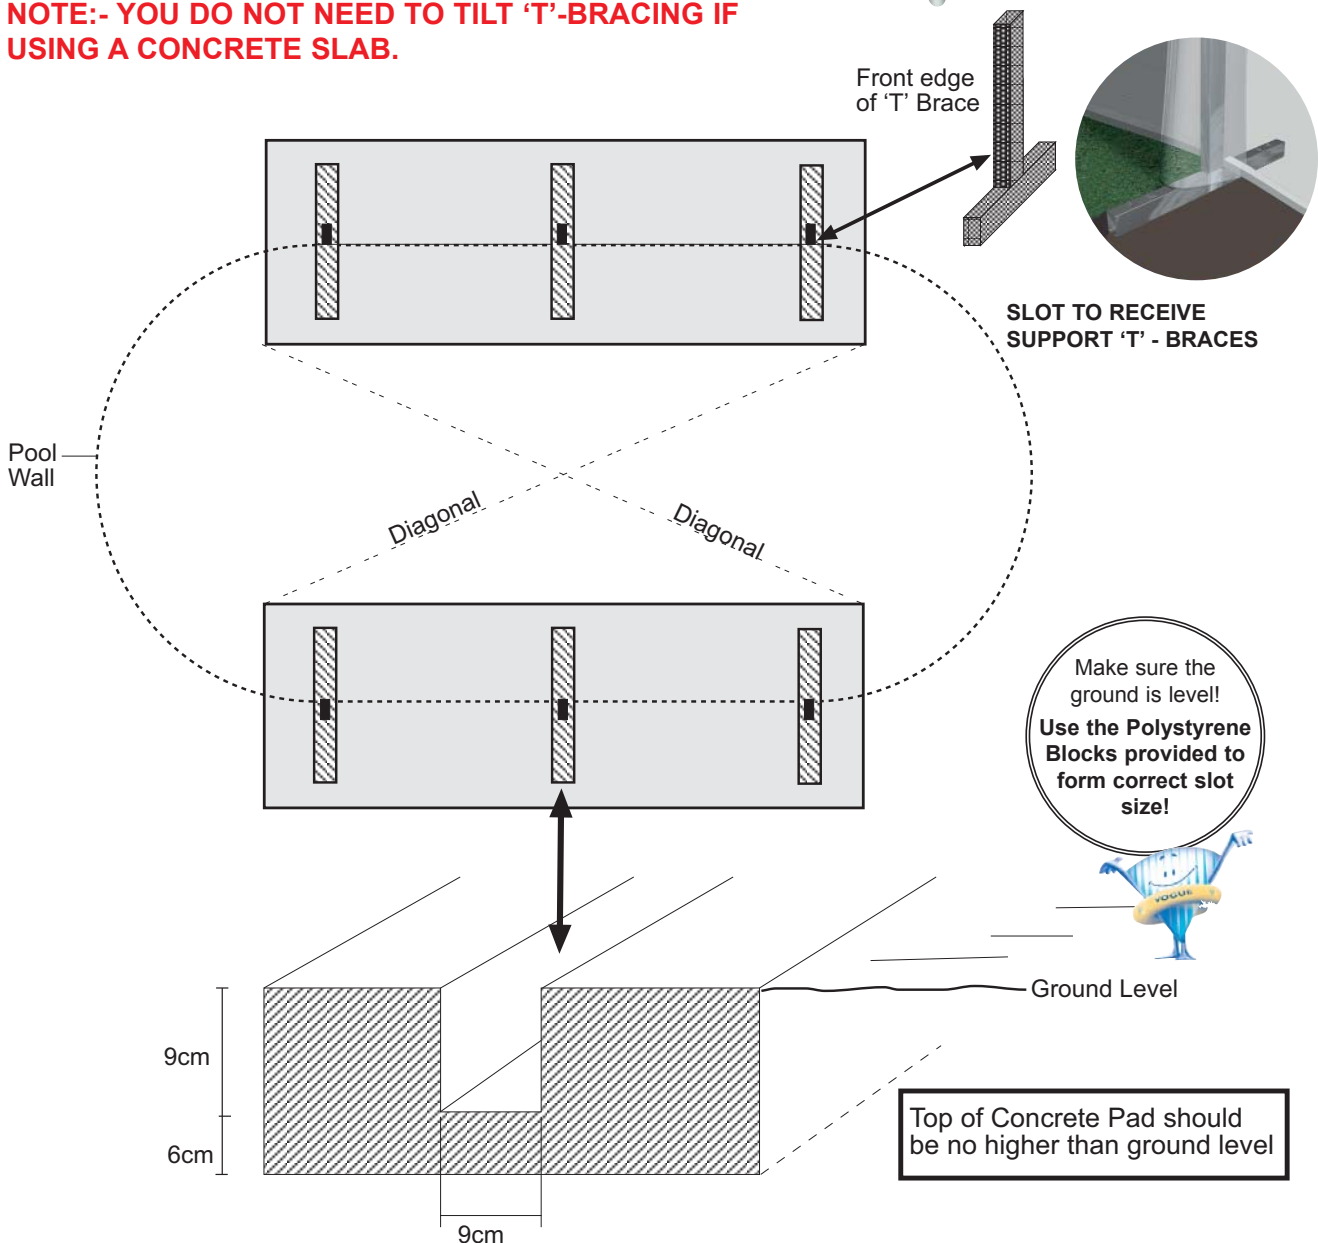 NOTE:- YOU DO NOT NEED TO TILT ‘T’-BRACING IF
USING A CONCRETE SLAB.
Front edge
of ‘T’ Brace
SLOT TO RECEIVE
SUPPORT ‘T’ - BRACES
Pool
Wall
Diagonal
Diagonal
Make sure the
ground is level!
Use the Polystyrene
Blocks provided to
form correct slot
size!
VOGUE
Ground Level
9cm
6cm
9cm
Top of Concrete Pad should
be no higher than ground level